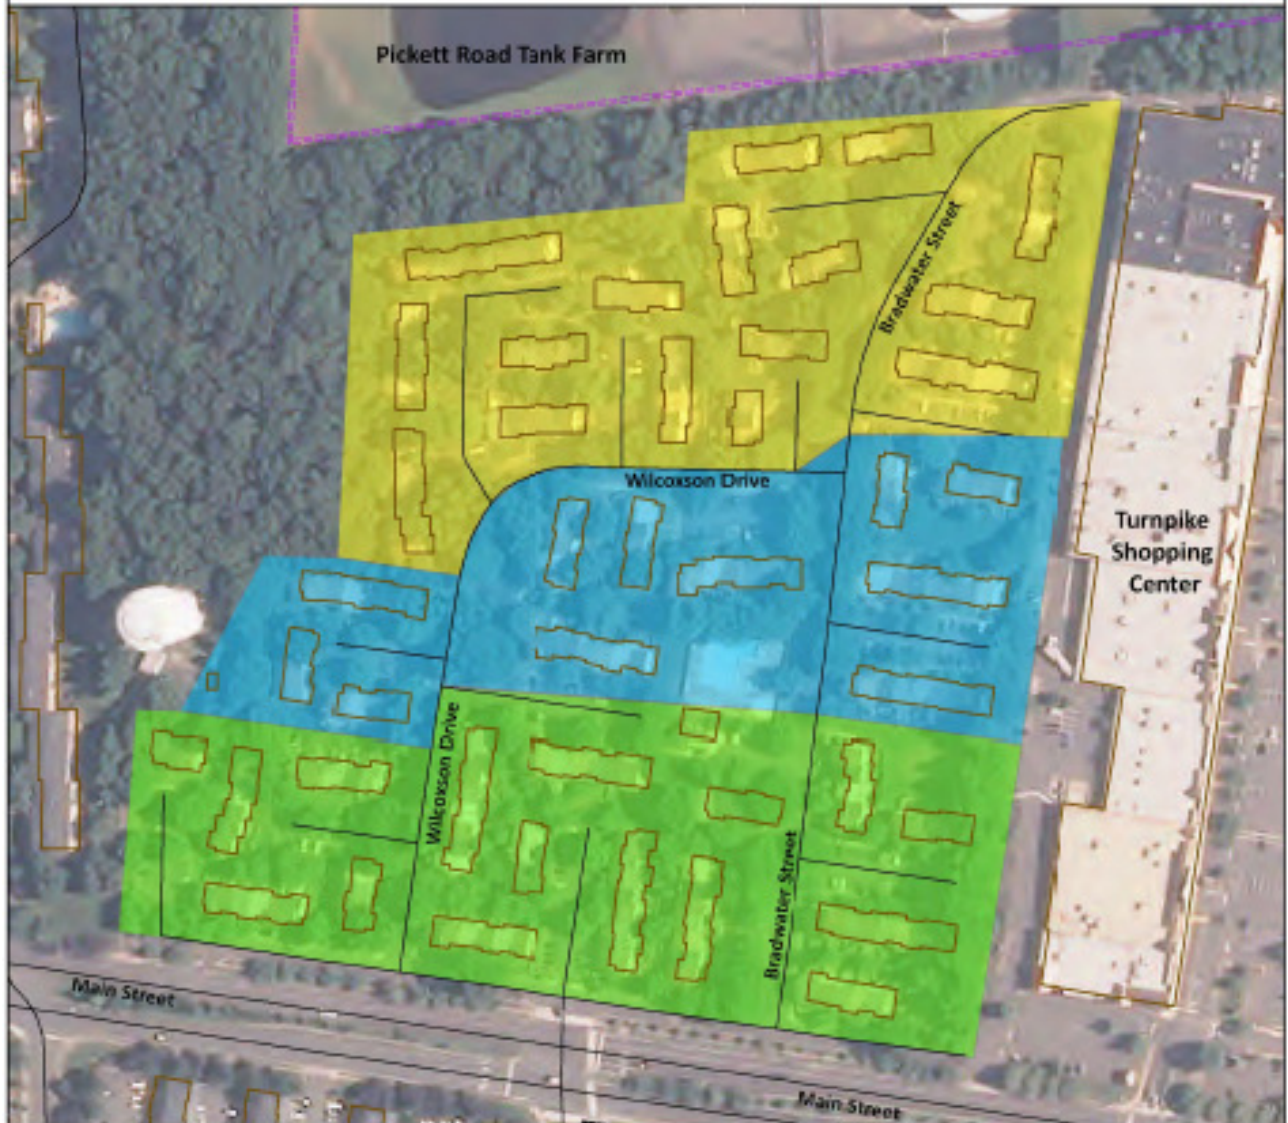 Pickett Road Tank Farm
Bradwater Street
Wilcoxson Drive
Turnpike
Shopping
Center
Wilcoxson Drive
Bradwater Street
Main Street
Main Street